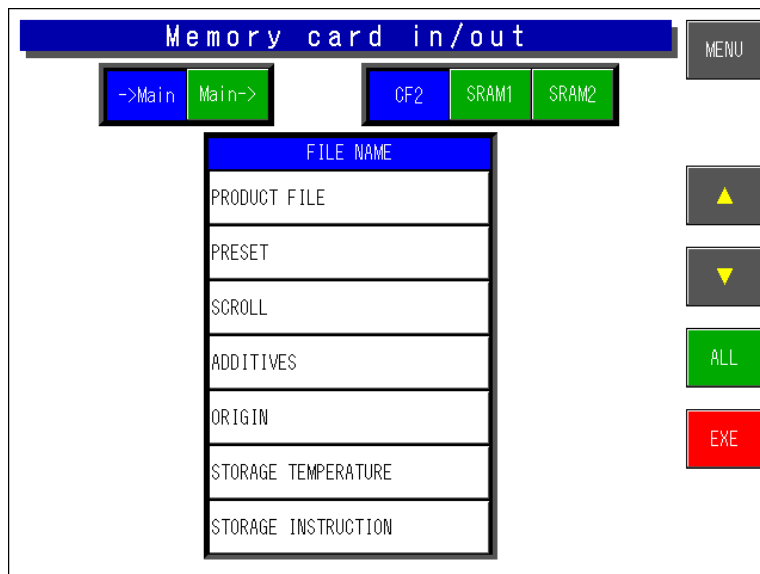 Memory card in/out
MENU
->Main Main-> CF2 SRAM1 SRAM2
FILE NAME
PRODUCT FILE
PRESET
SCROLL
ADDITIVES
ORIGIN
STORAGE TEMPERATURE
STORAGE INSTRUCTION
▲
▼
ALL
EXE